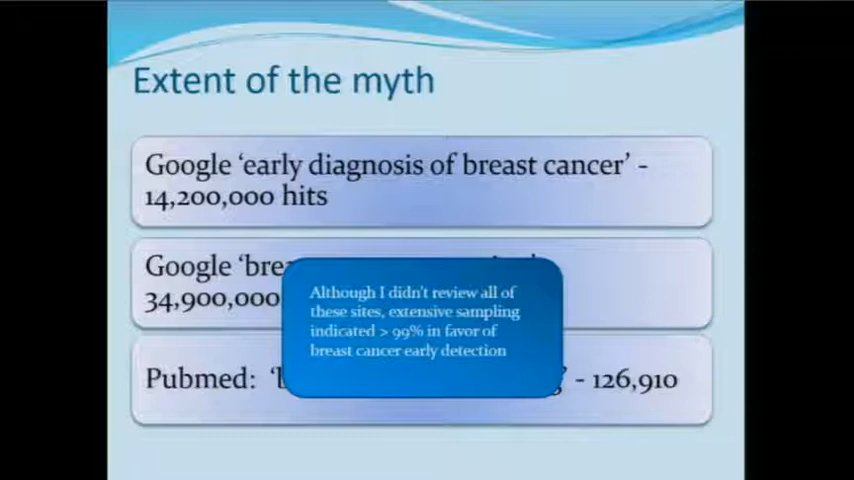 Extent of the myth
Google ‘early diagnosis of breast cancer’ -
14,200,000 hits
Google ‘brea
34,900,000
Although I didn't review all of
these sites, extensive sampling
indicated > 99% in favor of
breast cancer early detection
Pubmed: ‘b ’ - 126,910